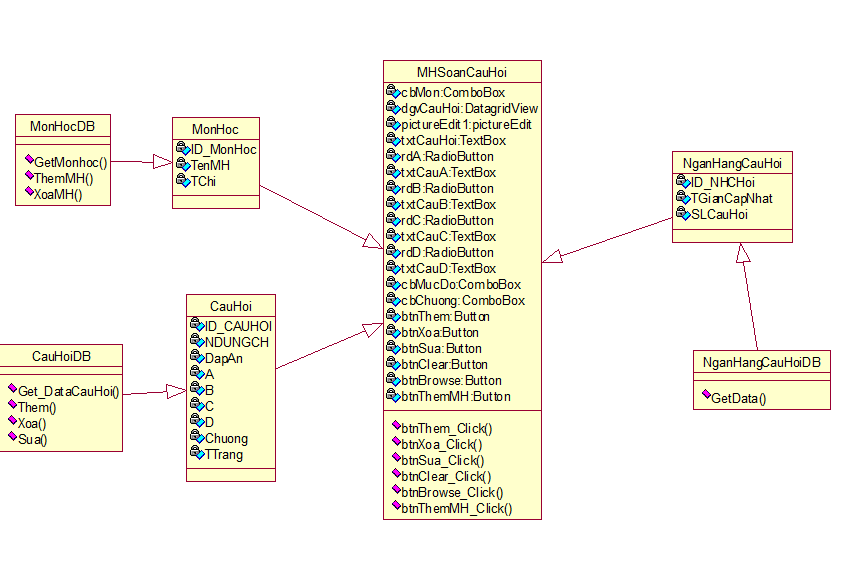 MHSoanCauHoi
cbMon:ComboBox
dgvCauHoi:DatagridView
pictureEdit1:pictureEdit
txtCauHoi:TextBox
rdA:RadioButton
txtCauA:TextBox
rdB:RadioButton
txtCauB:TextBox
rdC:RadioButton
txtCauC:TextBox
rdD:RadioButton
txtCauD:TextBox
cbMucDo:ComboBox
cbChuong:ComboBox
btnThem:Button
btnXoa:Button
btnSua:Button
btnClear:Button
btnBrowse:Button
btnThemMH:Button
btnThem_Click()
btnXoa_Click()
btnSua_Click()
btnClear_Click()
btnBrowse_Click()
btnThemMH_Click()
MonHocDB
GetMonhoc()
ThemMH()
XoaMH()
MonHoc
ID_MonHoc
TenMH
TChi
NganHangCauHoi
ID_NHCHoi
TGianCapNhat
SLCauHoi
CauHoi
ID_CAUHOI
NDUNGCH
DapAn
A
B
C
D
Chuong
TTrang
CauHoiDB
Get_DataCauHoi()
Them()
Xoa()
Sua()
NganHangCauHoiDB
GetData()